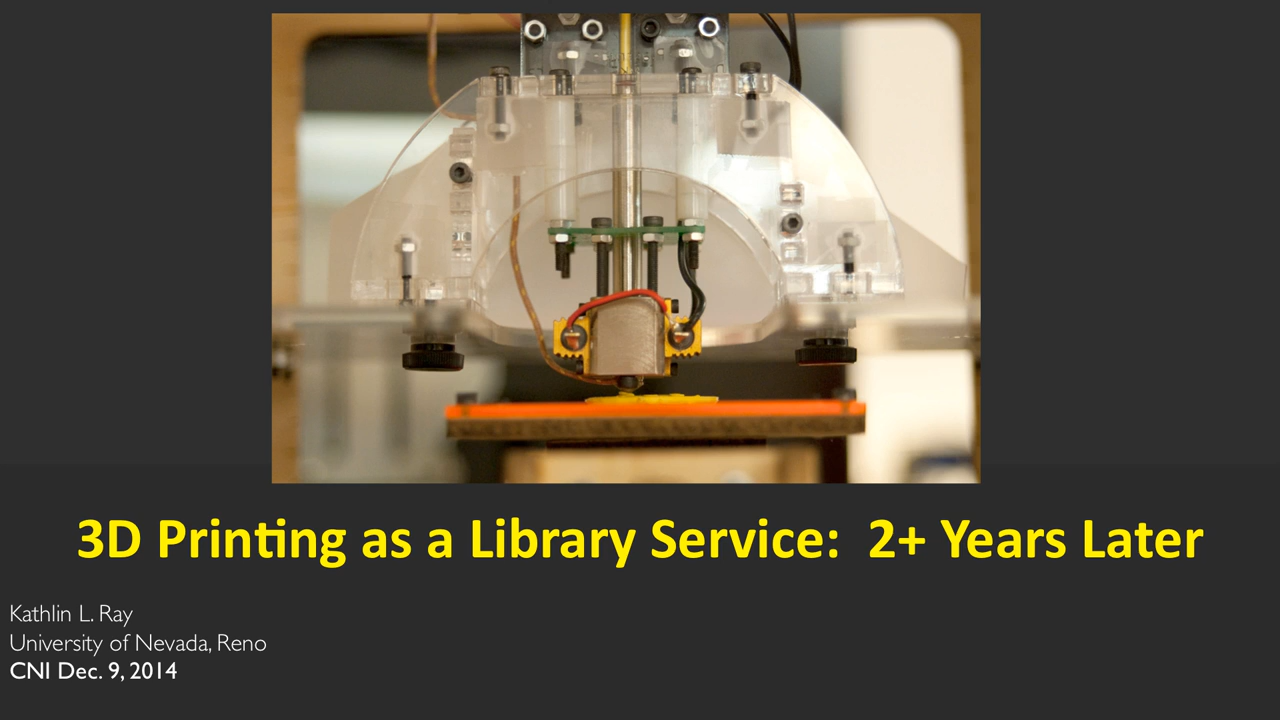 3D Printing as a Library Service:  2+ Years Later
Kathlin L. Ray
University of Nevada, Reno
CNI Dec. 9, 2014